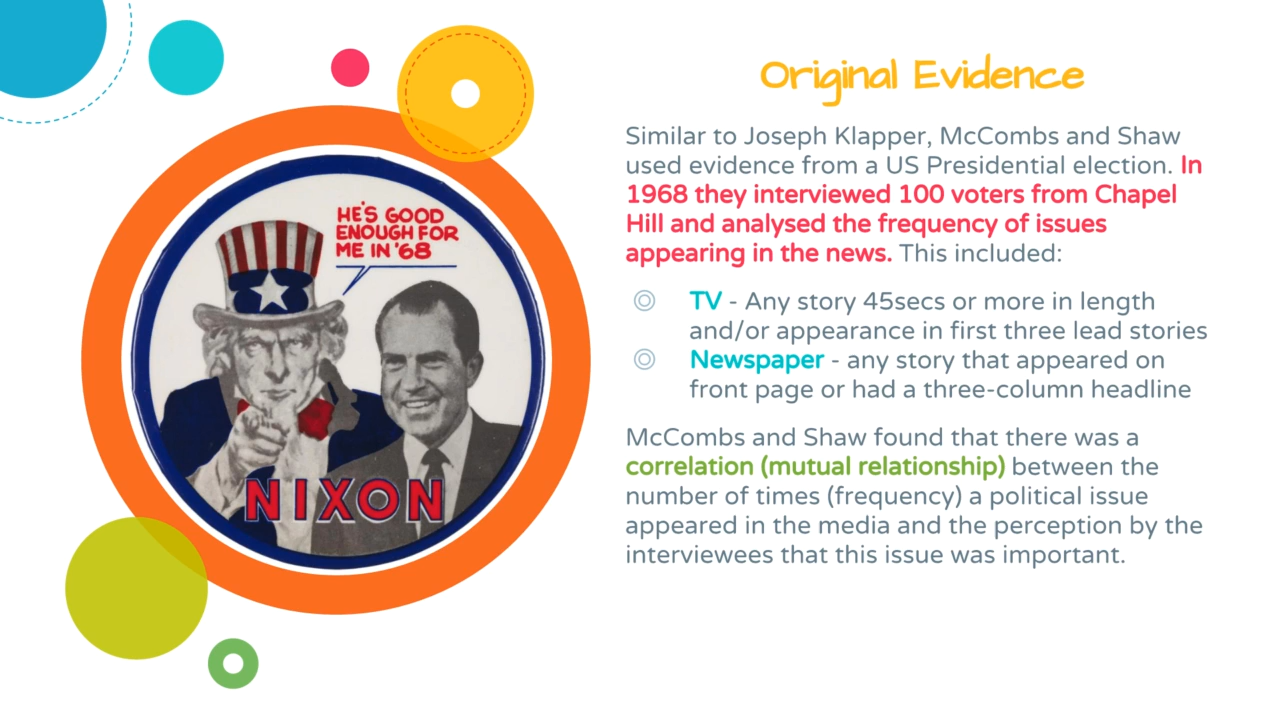 Original Evidence
Similar to Joseph Klapper, McCombs and Shaw
used evidence from a US Presidential election. In
1968 they interviewed 100 voters from Chapel
Hill and analysed the frequency of issues
appearing in the news. This included:
TV - Any story 45secs or more in length
and/or appearance in first three lead stories
Newspaper - any story that appeared on
front page or had a three-column headline
McCombs and Shaw found that there was a
correlation (mutual relationship) between the
number of times (frequency) a political issue
appeared in the media and the perception by the
interviewees that this issue was important.
HE'S GOOD
ENOUGH FOR
ME IN '68
NIXON